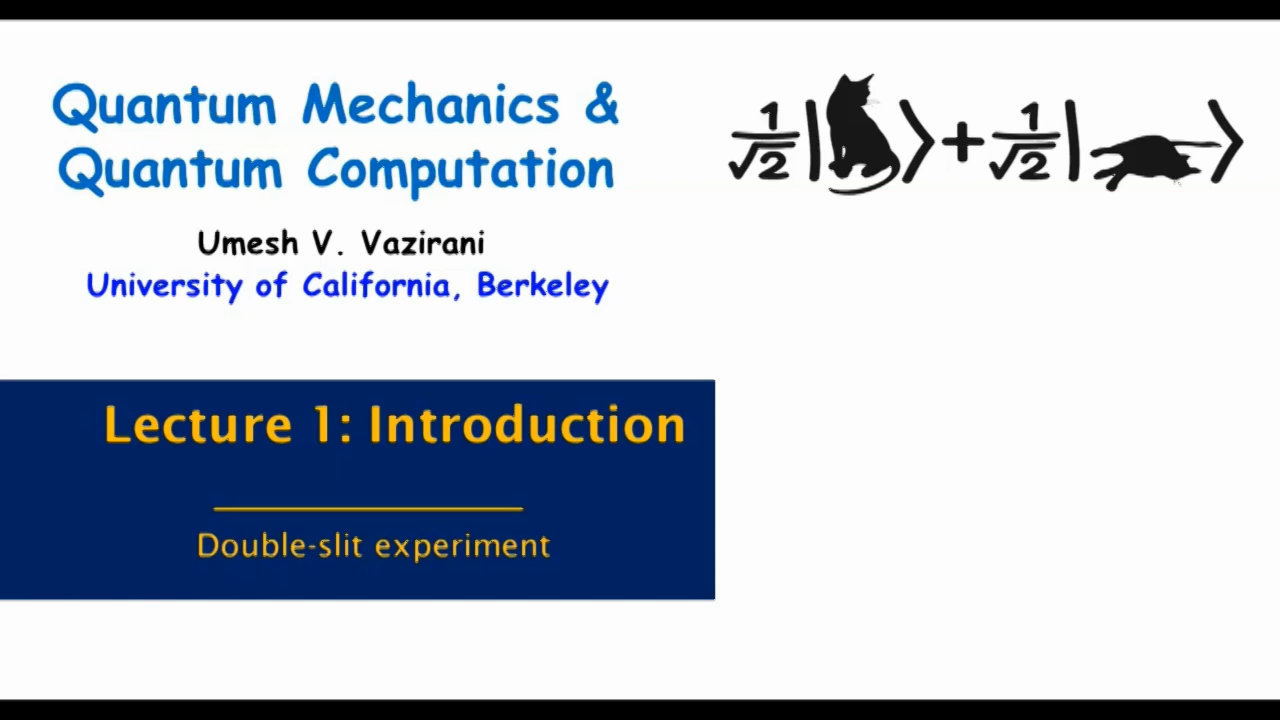 Quantum Mechanics &
Quantum Computation
Umesh V. Vazirani
University of California, Berkeley
1/√2 | ⟩ + 1/√2 | ⟩
Lecture 1: Introduction
Double-slit experiment